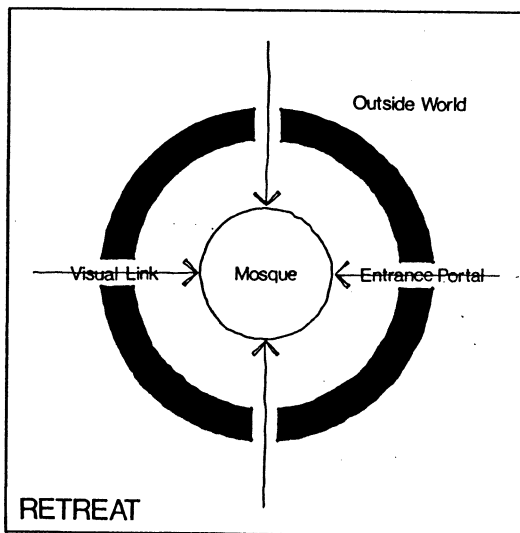 Outside World
Visual Link
Mosque
Entrance Portal
RETREAT